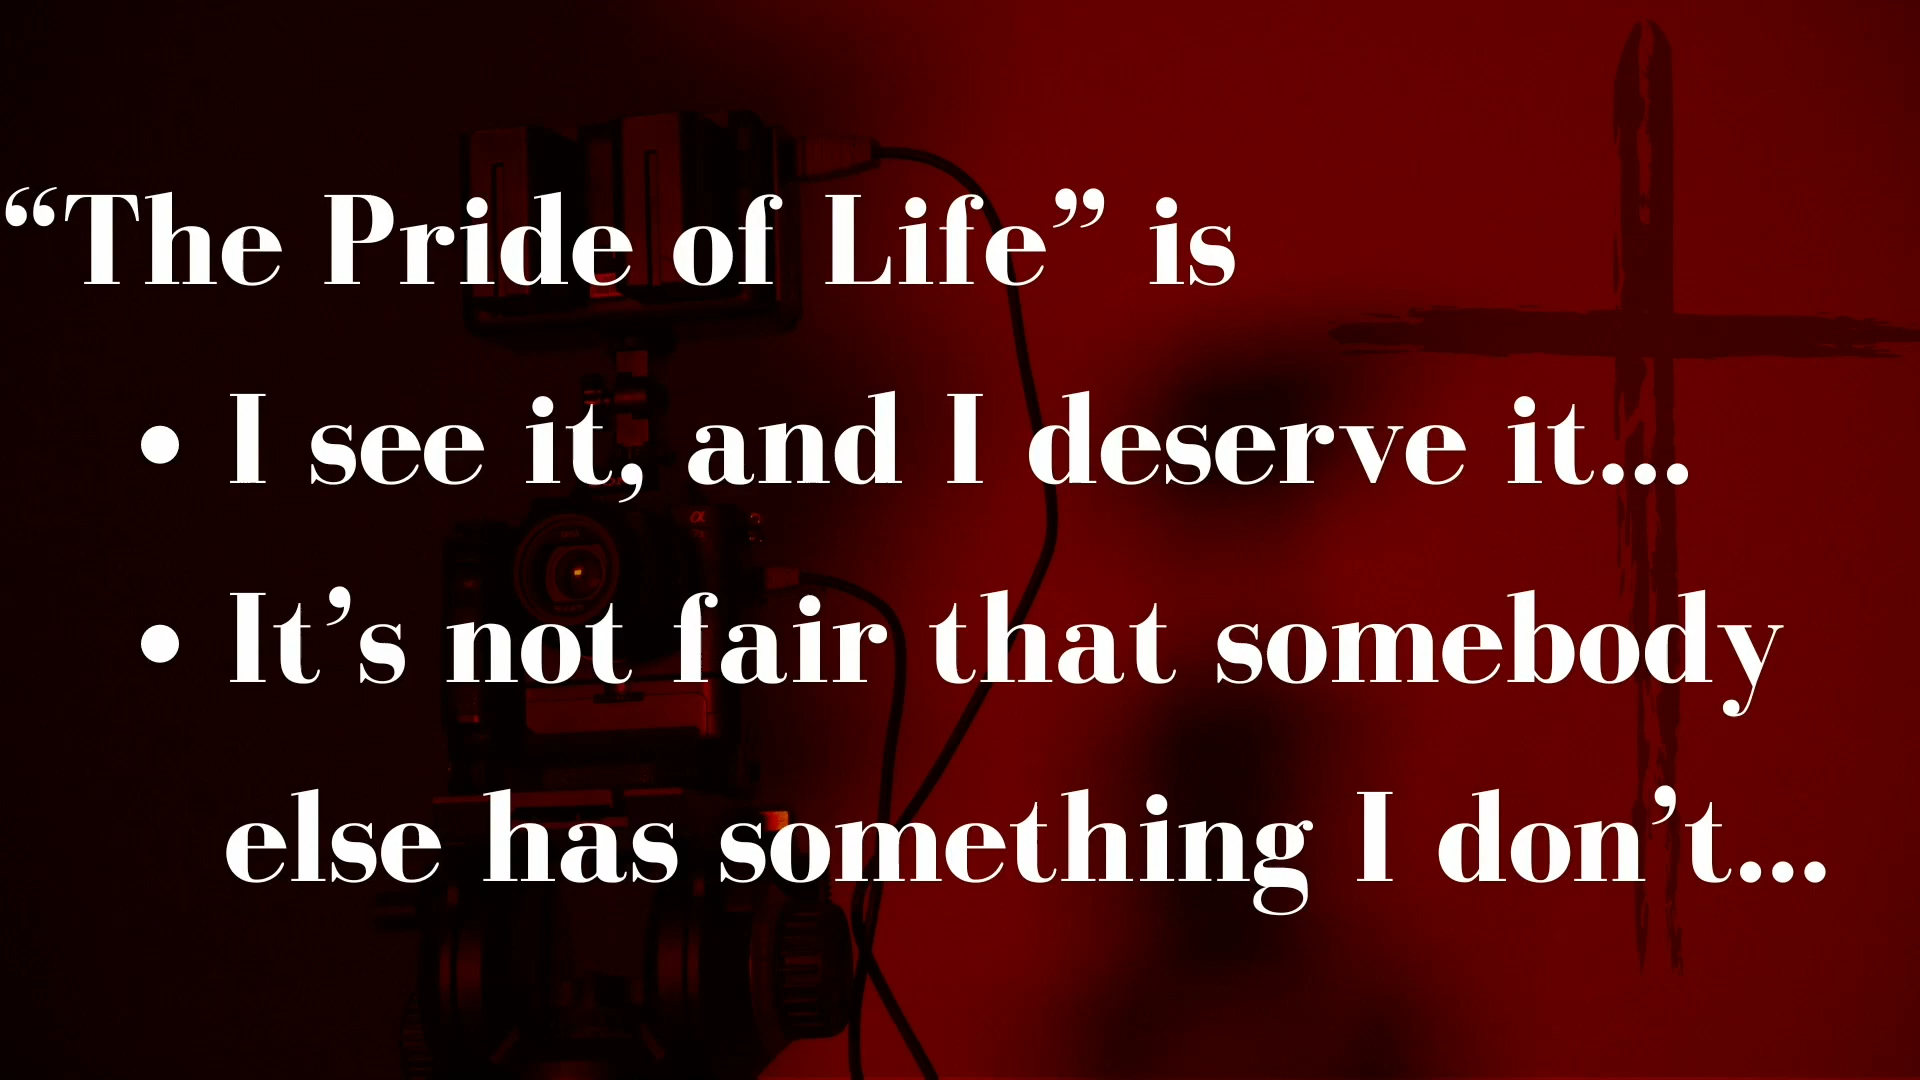 “The Pride of Life” is
• I see it, and I deserve it...
• It’s not fair that somebody
else has something I don’t...